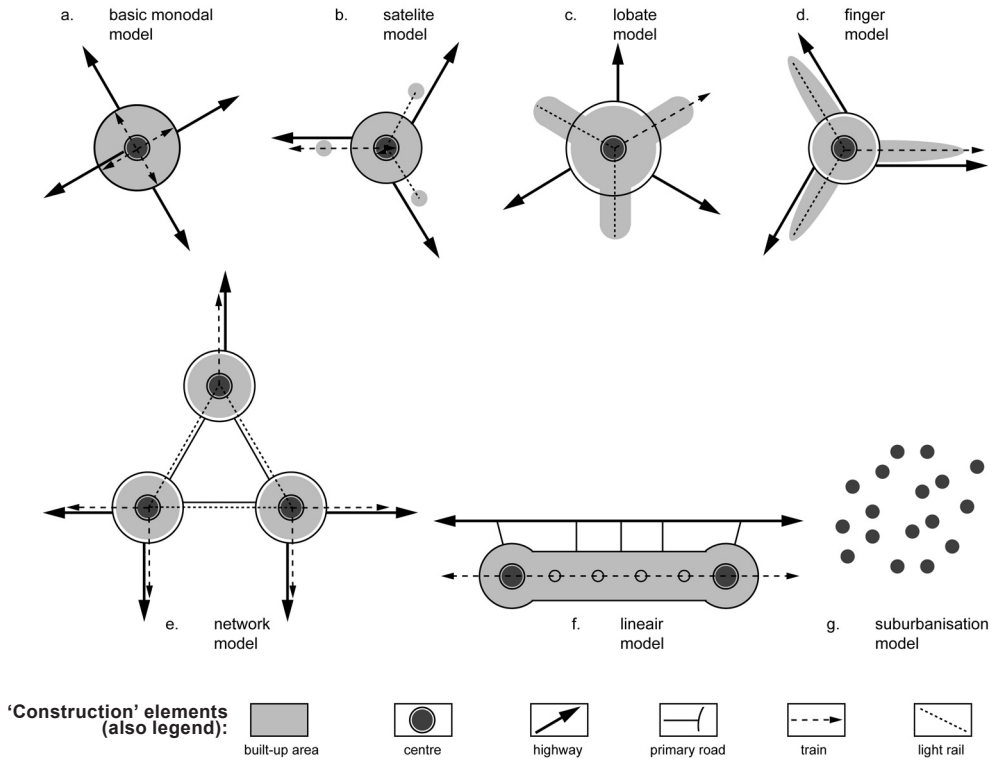 a. basic monodal
model
b. satelite
model
c. lobate
model
d. finger
model
e. network
model
f. lineair
model
g. suburbanisation
model
'Construction' elements
(also legend):
built-up area
centre
highway
primary road
train
light rail